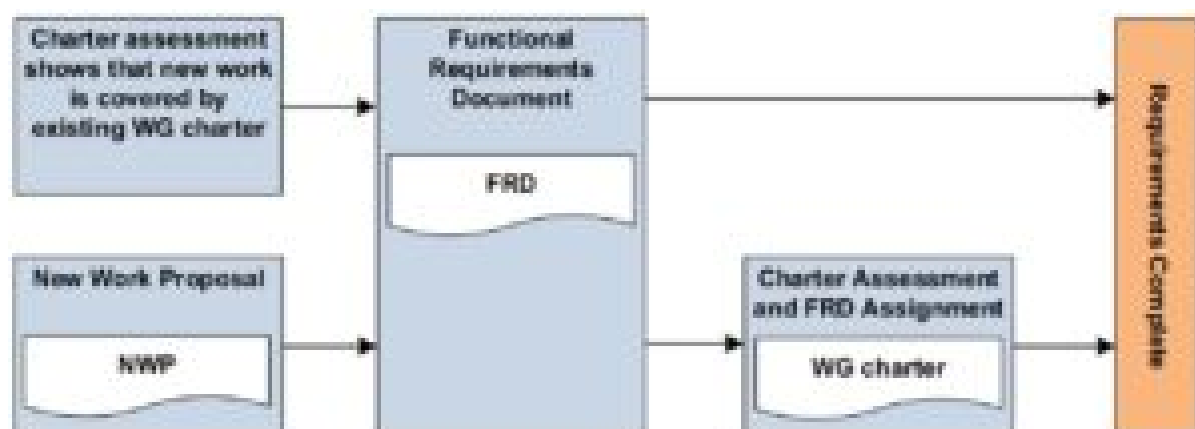 Charter assessment
shows that new work
is covered by
existing WG charter
Functional
Requirements
Document
FRD
New Work Proposal
NWP
Charter Assessment
and FRD Assignment
WG charter
Requirements Complete